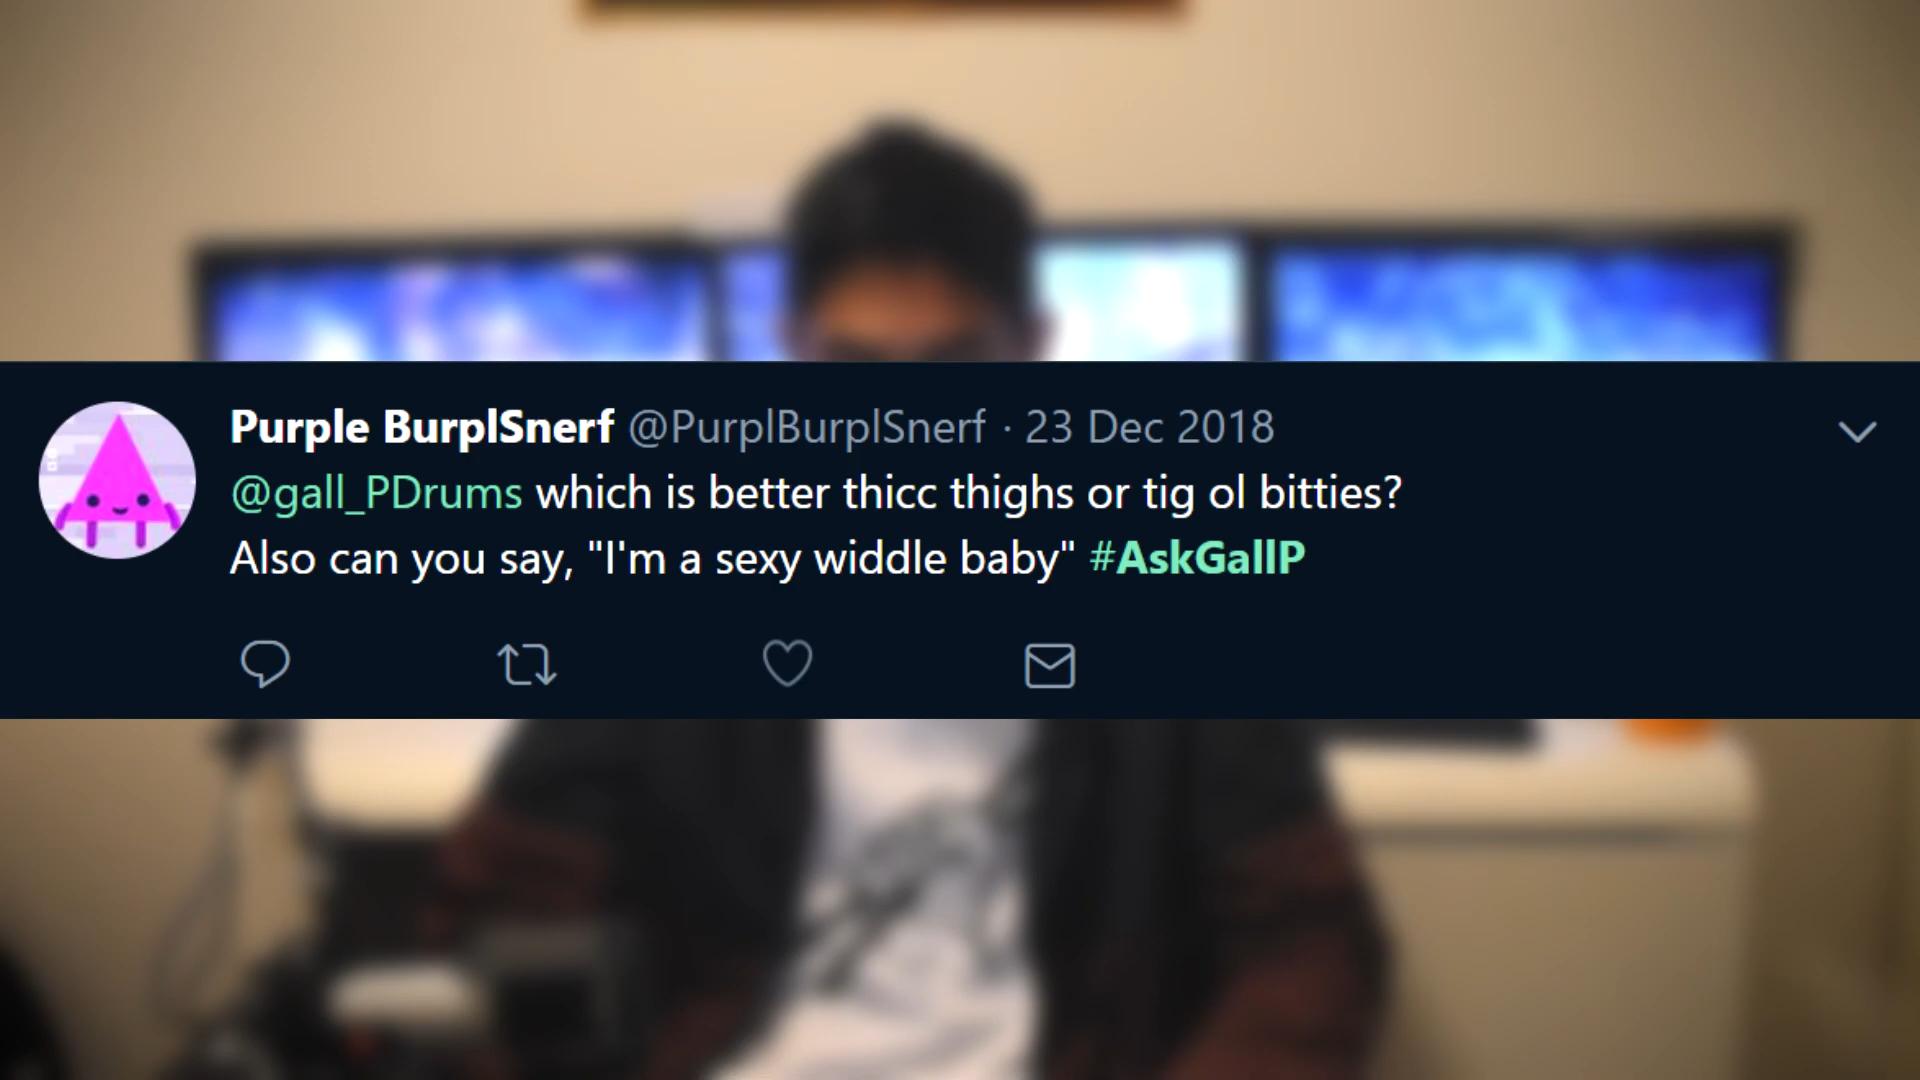 Purple BurplSnerf @PurplBurplSnerf · 23 Dec 2018
@gall_PDrums which is better thicc thighs or tig ol bitties?
Also can you say, "I'm a sexy widdle baby" #AskGallP